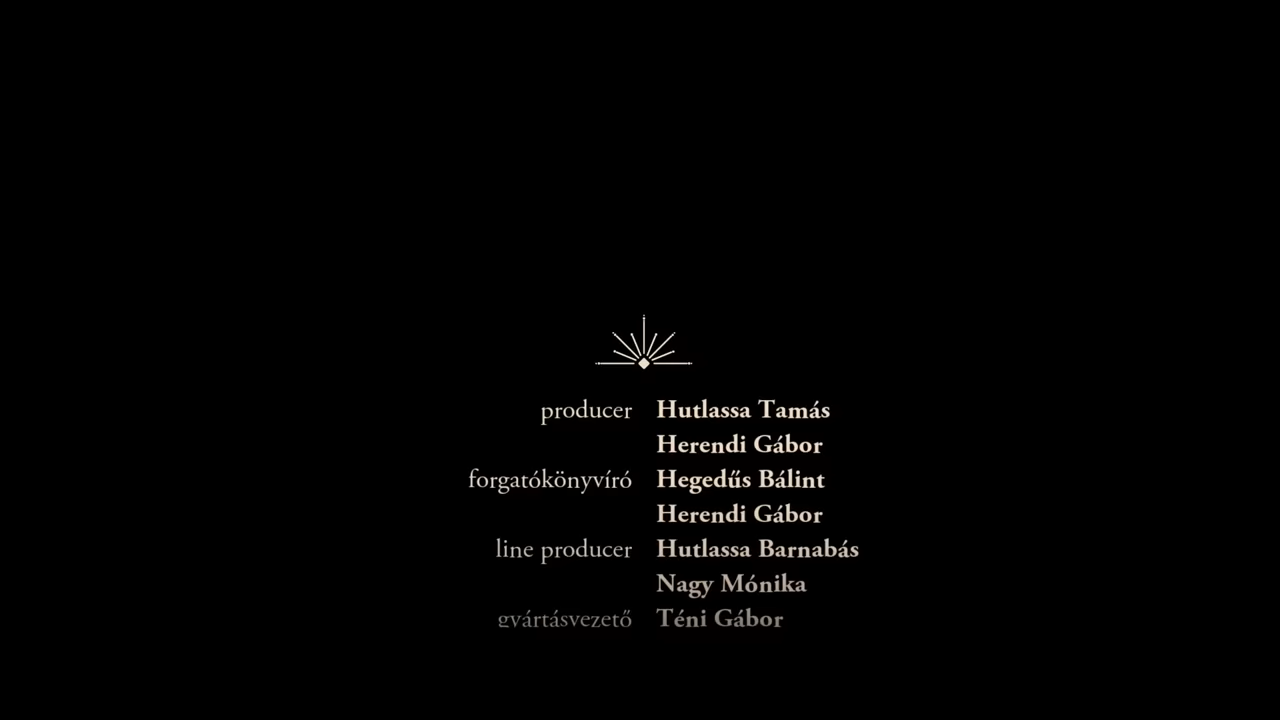 producer Hutlassa Tamás
Herendi Gábor
forgatókönyvíró Hegedűs Bálint
Herendi Gábor
line producer Hutlassa Barnabás
Nagy Mónika
gyártásvezető Téni Gábor